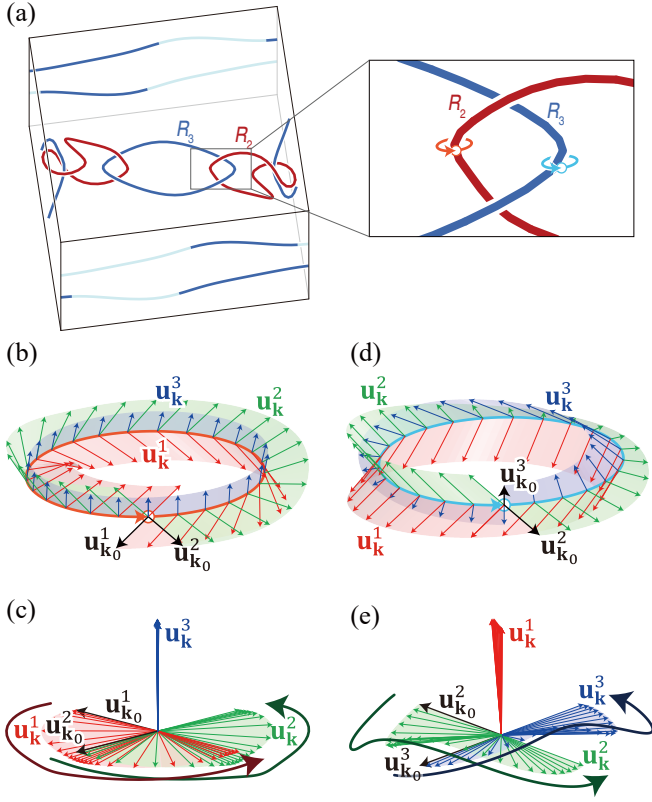 (a)
R₃
R₂
R₂
R₃
(b)
u³ₖ
u²ₖ
u¹ₖ
u¹ₖ₀
u²ₖ₀
(d)
u³ₖ
u³ₖ₀
u¹ₖ
u²ₖ₀
(c)
u³ₖ
u¹ₖ₀
u¹ₖ
u²ₖ₀
u²ₖ
(e)
u¹ₖ
u²ₖ₀
u³ₖ
u²ₖ
u³ₖ₀